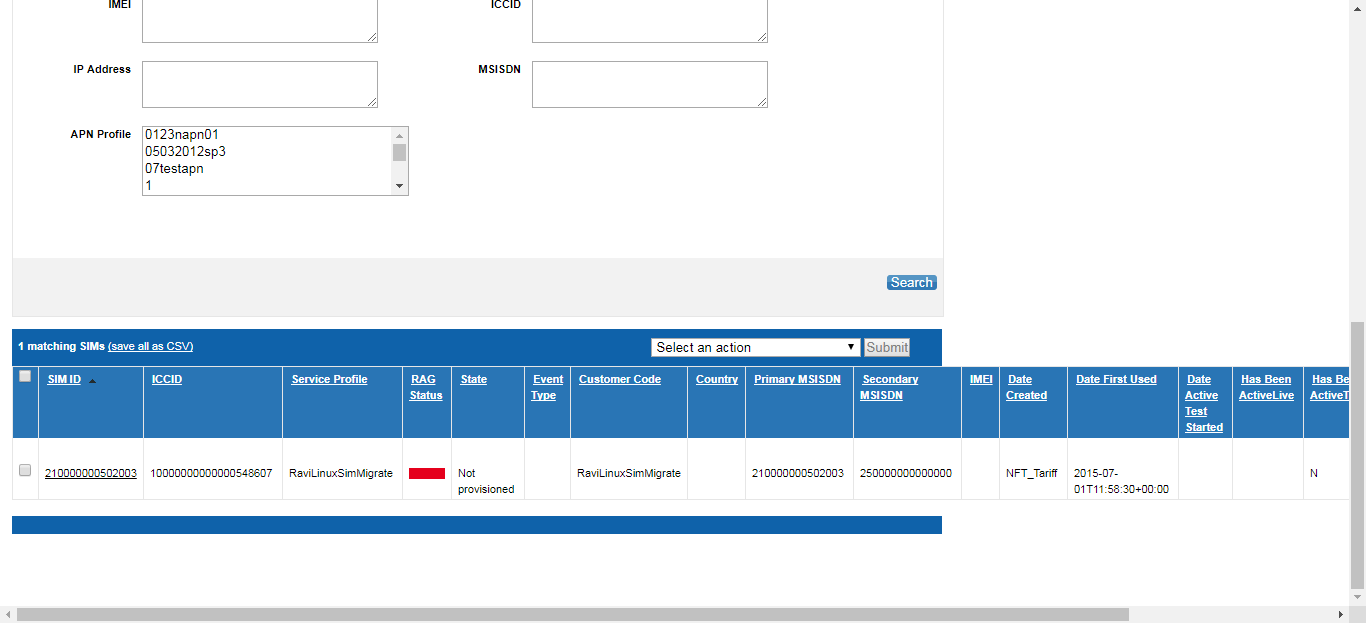 IMEI ICCID
IP Address MSISDN
APN Profile 0123napn01
05032012sp3
07testapn
1
Search
1 matching SIMs (save all as CSV) Select an action Submit
SIM ID ICCID Service Profile RAG Status State Event Type Customer Code Country Primary MSISDN Secondary MSISDN IMEI Date Created Date First Used Date Active Test Started Has Been ActiveLive Has Be ActiveT
210000000502003 10000000000000548607 RaviLinuxSimMigrate Not provisioned RaviLinuxSimMigrate 210000000502003 250000000000000 NFT_Tariff 2015-07-01T11:58:30+00:00 N